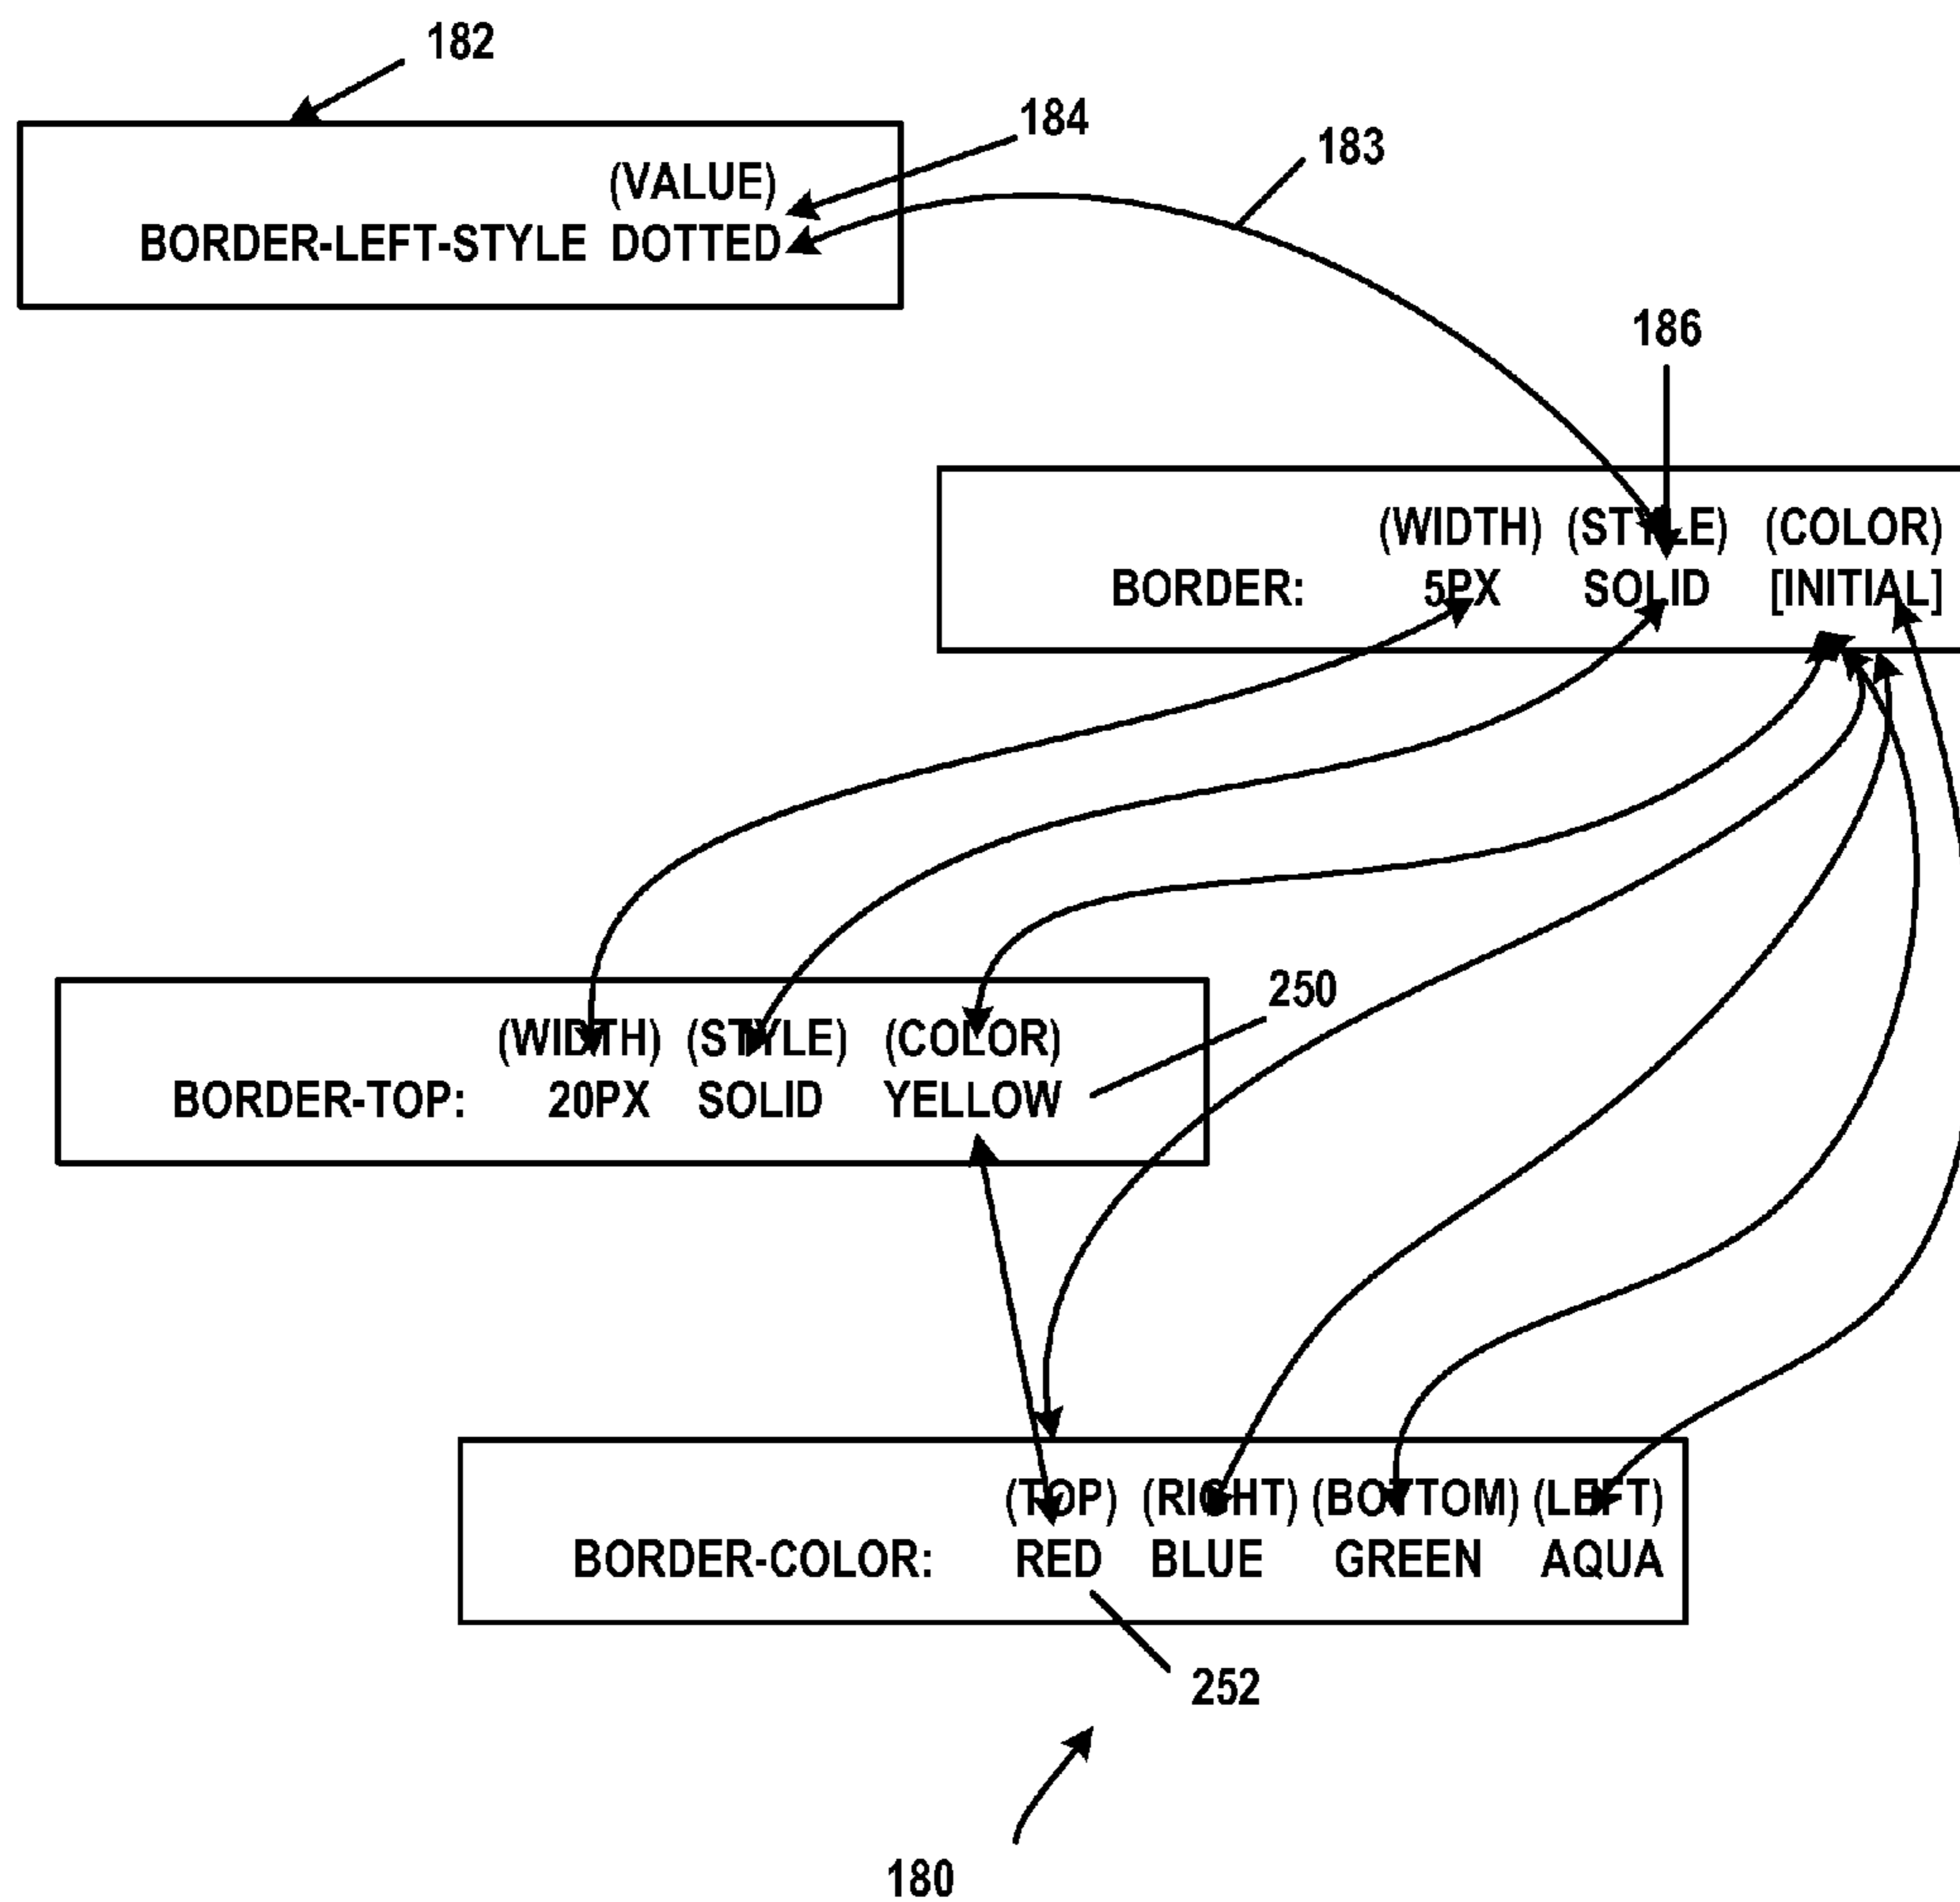 182
184
183
(VALUE)
BORDER-LEFT-STYLE DOTTED
186
(WIDTH) (STYLE) (COLOR)
BORDER: 5PX SOLID [INITIAL]
250
(WIDTH) (STYLE) (COLOR)
BORDER-TOP: 20PX SOLID YELLOW
(TOP) (RIGHT) (BOTTOM) (LEFT)
BORDER-COLOR: RED BLUE GREEN AQUA
252
180